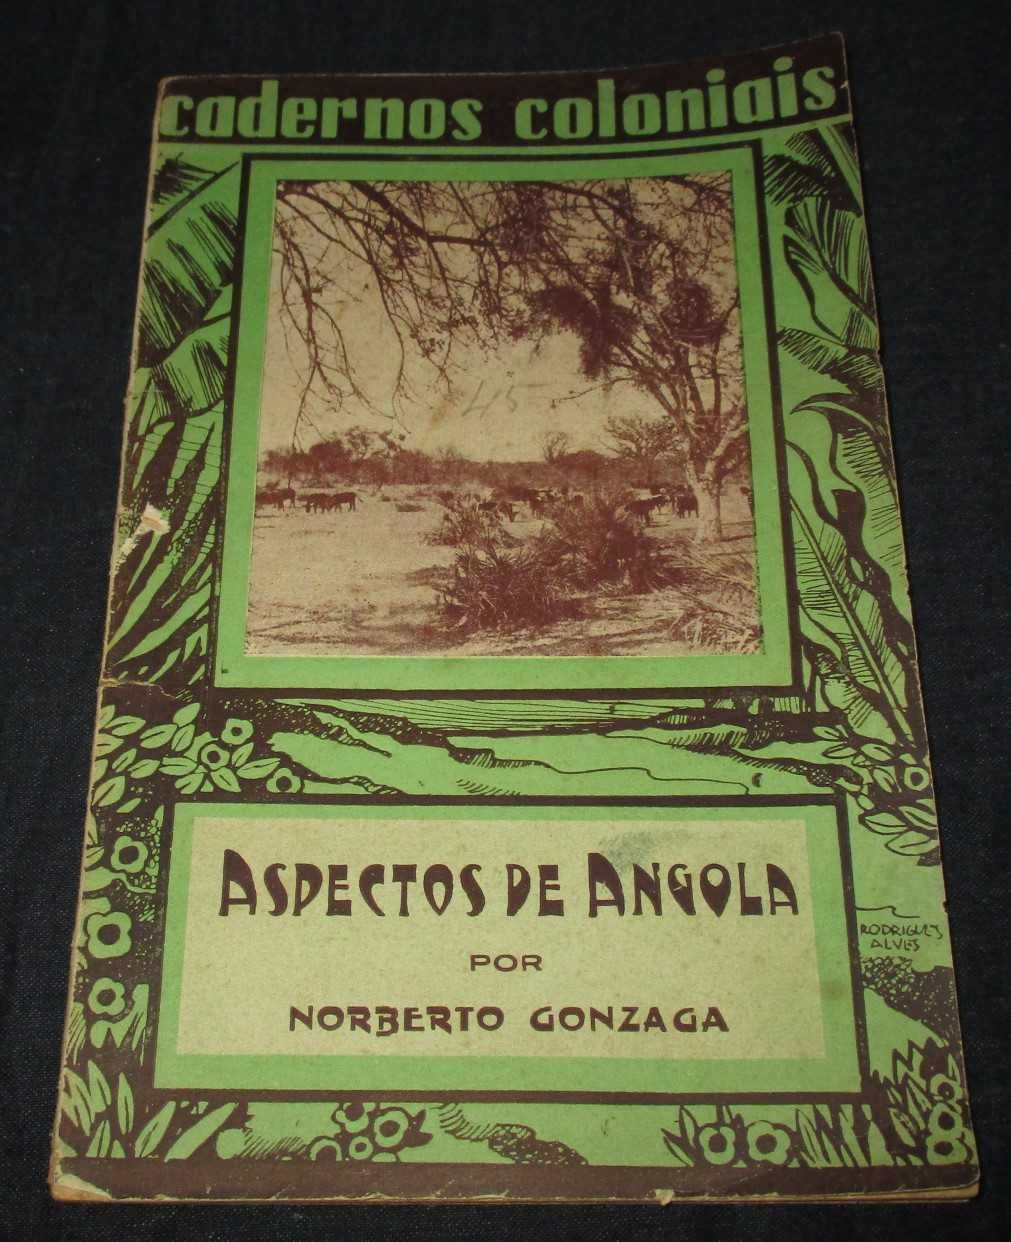 cadernos coloniais
45
ASPECTOS DE ANGOLA
POR
NORBERTO GONZAGA
RODRIGUES
ALVES